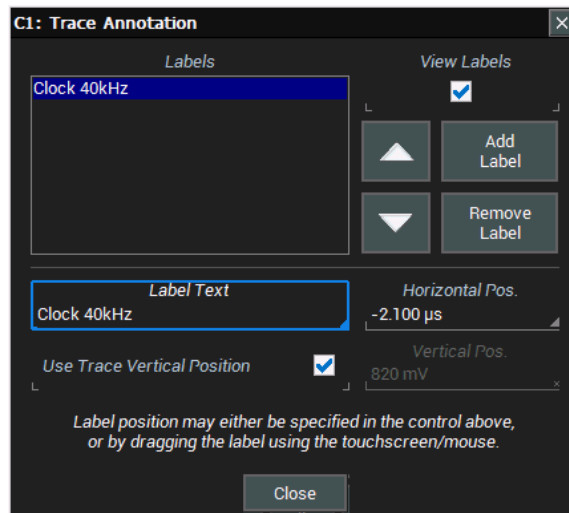 C1: Trace Annotation
Labels
View Labels
Clock 40kHz
Add
Label
Remove
Label
Label Text
Clock 40kHz
Horizontal Pos.
-2.100 µs
Use Trace Vertical Position
Vertical Pos.
820 mV
Label position may either be specified in the control above,
or by dragging the label using the touchscreen/mouse.
Close